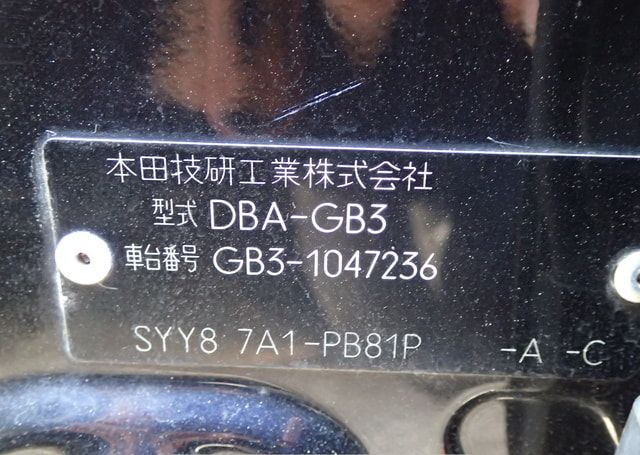 本田技研工業株式会社
型式 DBA-GB3
車台番号 GB3-1047236
SYY8 7A1-PB81P -A -C